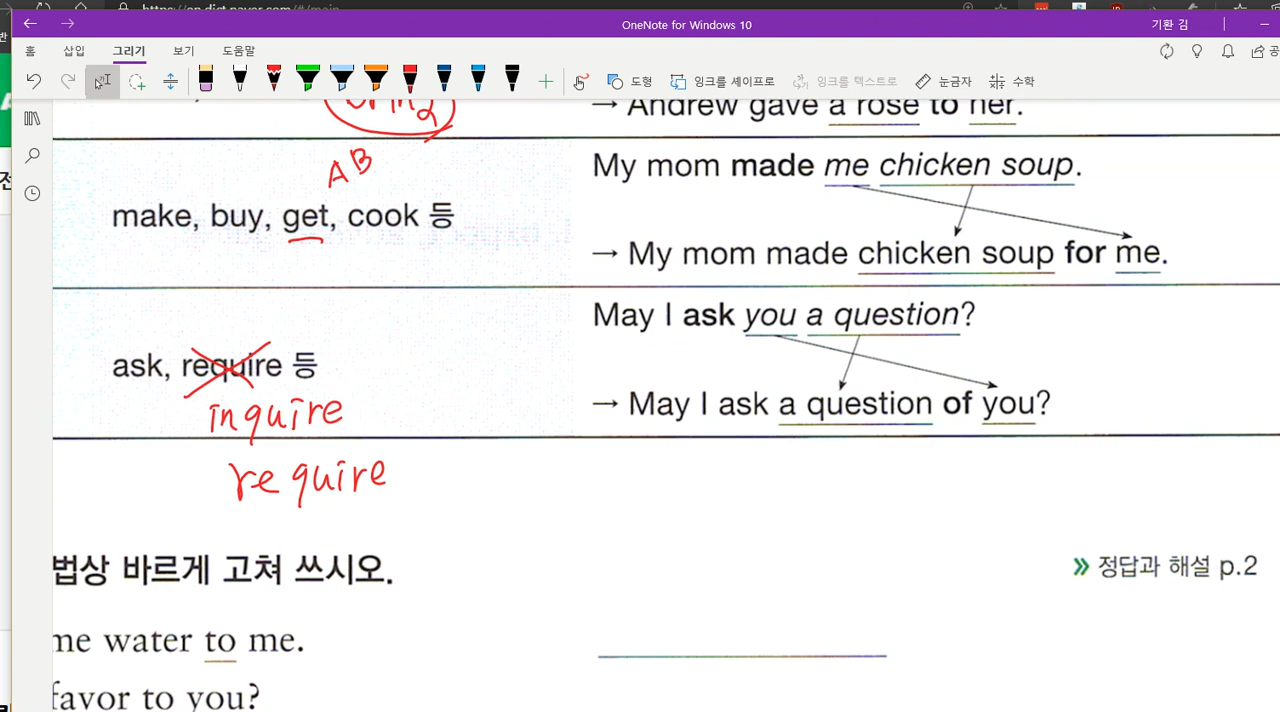 OneNote for Windows 10
기환 김
홈 삽입 그리기 보기 도움말
도형 잉크를 셰이프로 잉크를 텍스트로 눈금자 수학
→ Andrew gave a rose to her.
AB
make, buy, get, cook 등
My mom made me chicken soup.
→ My mom made chicken soup for me.
ask, require 등
inquire
require
May I ask you a question?
→ May I ask a question of you?
법상 바르게 고쳐 쓰시오.
» 정답과 해설 p.2
me water to me.
favor to you?